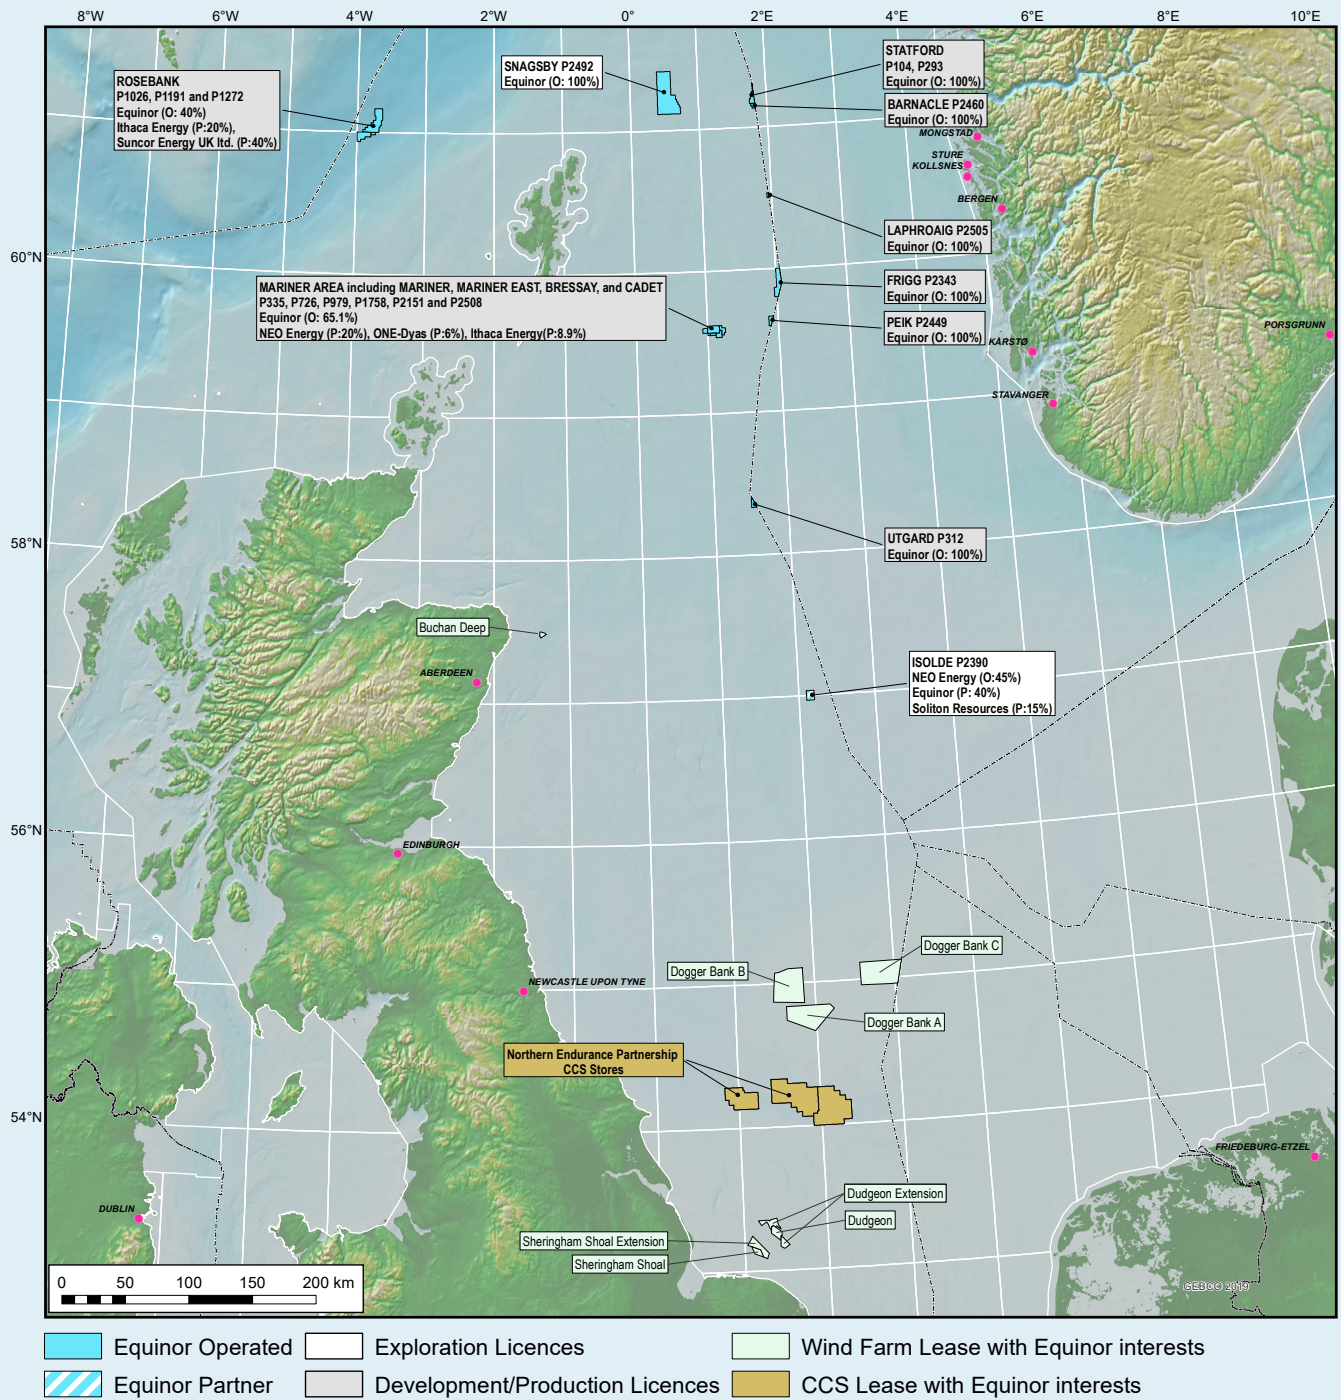 8°W
6°W
4°W
2°W
0°
2°E
4°E
6°E
8°E
10°E
60°N
58°N
56°N
54°N
ROSEBANK
P1026, P1191 and P1272
Equinor (O: 40%)
Ithaca Energy (P:20%),
Suncor Energy UK ltd. (P:40%)
SNAGSBY P2492
Equinor (O: 100%)
STATFORD
P104, P293
Equinor (O: 100%)
BARNACLE P2460
Equinor (O: 100%)
MONGSTAD
STURE
KOLLSNES
BERGEN
LAPHROAIG P2505
Equinor (O: 100%)
MARINER AREA including MARINER, MARINER EAST, BRESSAY, and CADET
P335, P726, P979, P1758, P2151 and P2508
Equinor (O: 65.1%)
NEO Energy (P:20%), ONE-Dyas (P:6%), Ithaca Energy(P:8.9%)
FRIGG P2343
Equinor (O: 100%)
PEIK P2449
Equinor (O: 100%)
KÅRSTØ
PORSGRUNN
STAVANGER
UTGARD P312
Equinor (O: 100%)
Buchan Deep
ABERDEEN
ISOLDE P2390
NEO Energy (O:45%)
Equinor (P: 40%)
Soliton Resources (P:15%)
EDINBURGH
Dogger Bank C
Dogger Bank B
NEWCASTLE UPON TYNE
Dogger Bank A
Northern Endurance Partnership
CCS Stores
FRIEDEBURG-ETZEL
DUBLIN
Dudgeon Extension
Dudgeon
Sheringham Shoal Extension
Sheringham Shoal
0 50 100 150 200 km
GEBCO 2019
Equinor Operated
Exploration Licences
Wind Farm Lease with Equinor interests
Equinor Partner
Development/Production Licences
CCS Lease with Equinor interests